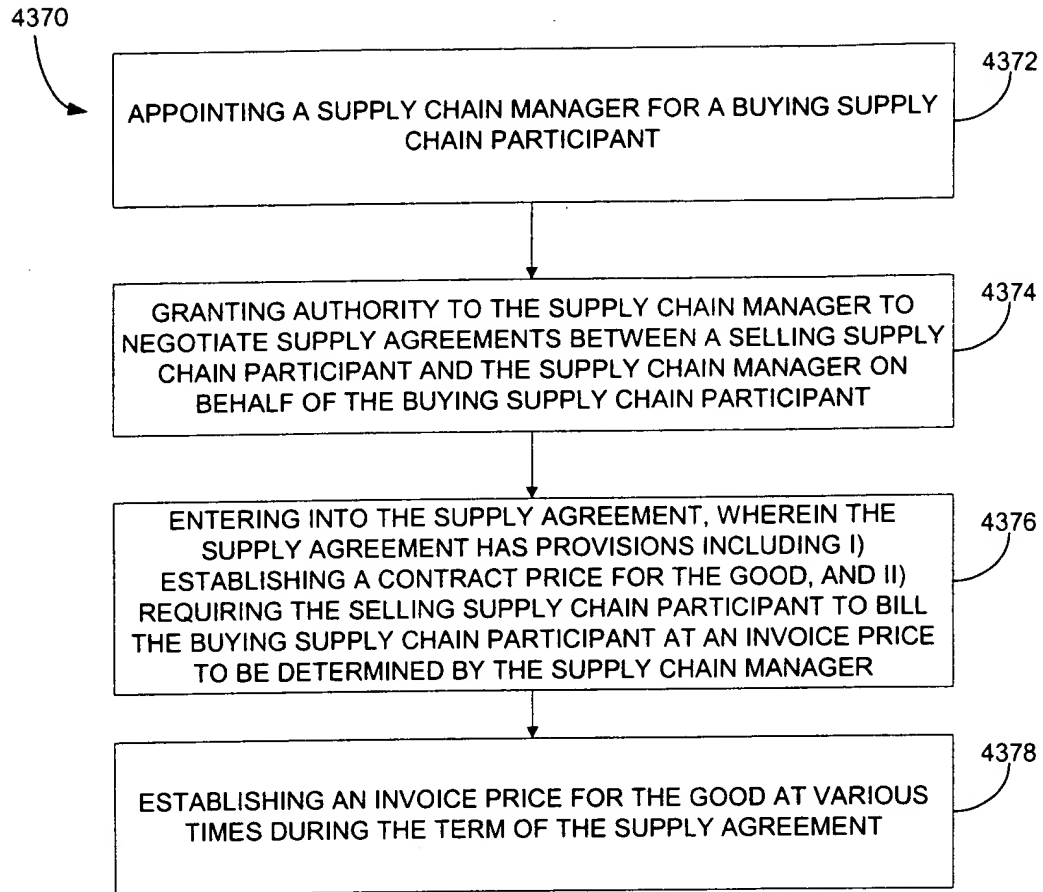 4370
4372
APPOINTING A SUPPLY CHAIN MANAGER FOR A BUYING SUPPLY
CHAIN PARTICIPANT
4374
GRANTING AUTHORITY TO THE SUPPLY CHAIN MANAGER TO
NEGOTIATE SUPPLY AGREEMENTS BETWEEN A SELLING SUPPLY
CHAIN PARTICIPANT AND THE SUPPLY CHAIN MANAGER ON
BEHALF OF THE BUYING SUPPLY CHAIN PARTICIPANT
4376
ENTERING INTO THE SUPPLY AGREEMENT, WHEREIN THE
SUPPLY AGREEMENT HAS PROVISIONS INCLUDING I)
ESTABLISHING A CONTRACT PRICE FOR THE GOOD, AND II)
REQUIRING THE SELLING SUPPLY CHAIN PARTICIPANT TO BILL
THE BUYING SUPPLY CHAIN PARTICIPANT AT AN INVOICE PRICE
TO BE DETERMINED BY THE SUPPLY CHAIN MANAGER
4378
ESTABLISHING AN INVOICE PRICE FOR THE GOOD AT VARIOUS
TIMES DURING THE TERM OF THE SUPPLY AGREEMENT